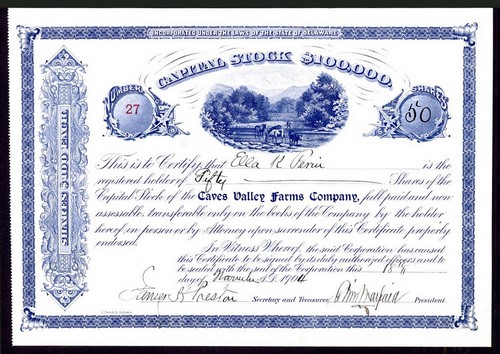 INCORPORATED UNDER THE LAWS OF THE STATE OF DELAWARE
CAPITAL STOCK $100,000.
NUMBER
27
SHARES
50
SHARES $100 EACH
This is to Certify that Ella K Perin is the
registered holder of Fifty Shares of the
Capital Stock of the Caves Valley Farms Company, full paid and non
assessable, transferable only on the books of the Company by the holder
hereof in person or by Attorney upon surrender of this Certificate properly
endorsed.
In Witness Whereof, the said Corporation has caused
this Certificate to be signed by its duly authorized officers and to
be sealed with the seal of the Corporation this 18th
day of A.D. 1904
Preston Secretary and Treasurer President.